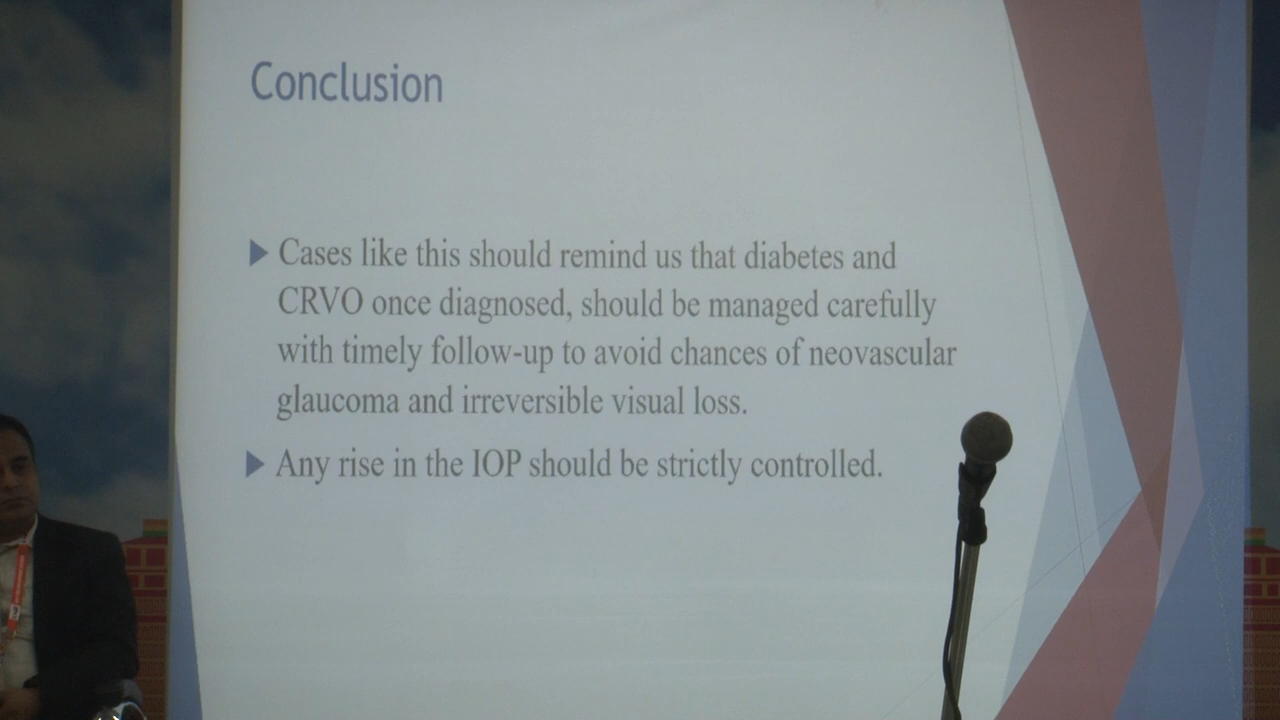 Conclusion
Cases like this should remind us that diabetes and
CRVO once diagnosed, should be managed carefully
with timely follow-up to avoid chances of neovascular
glaucoma and irreversible visual loss.
Any rise in the IOP should be strictly controlled.